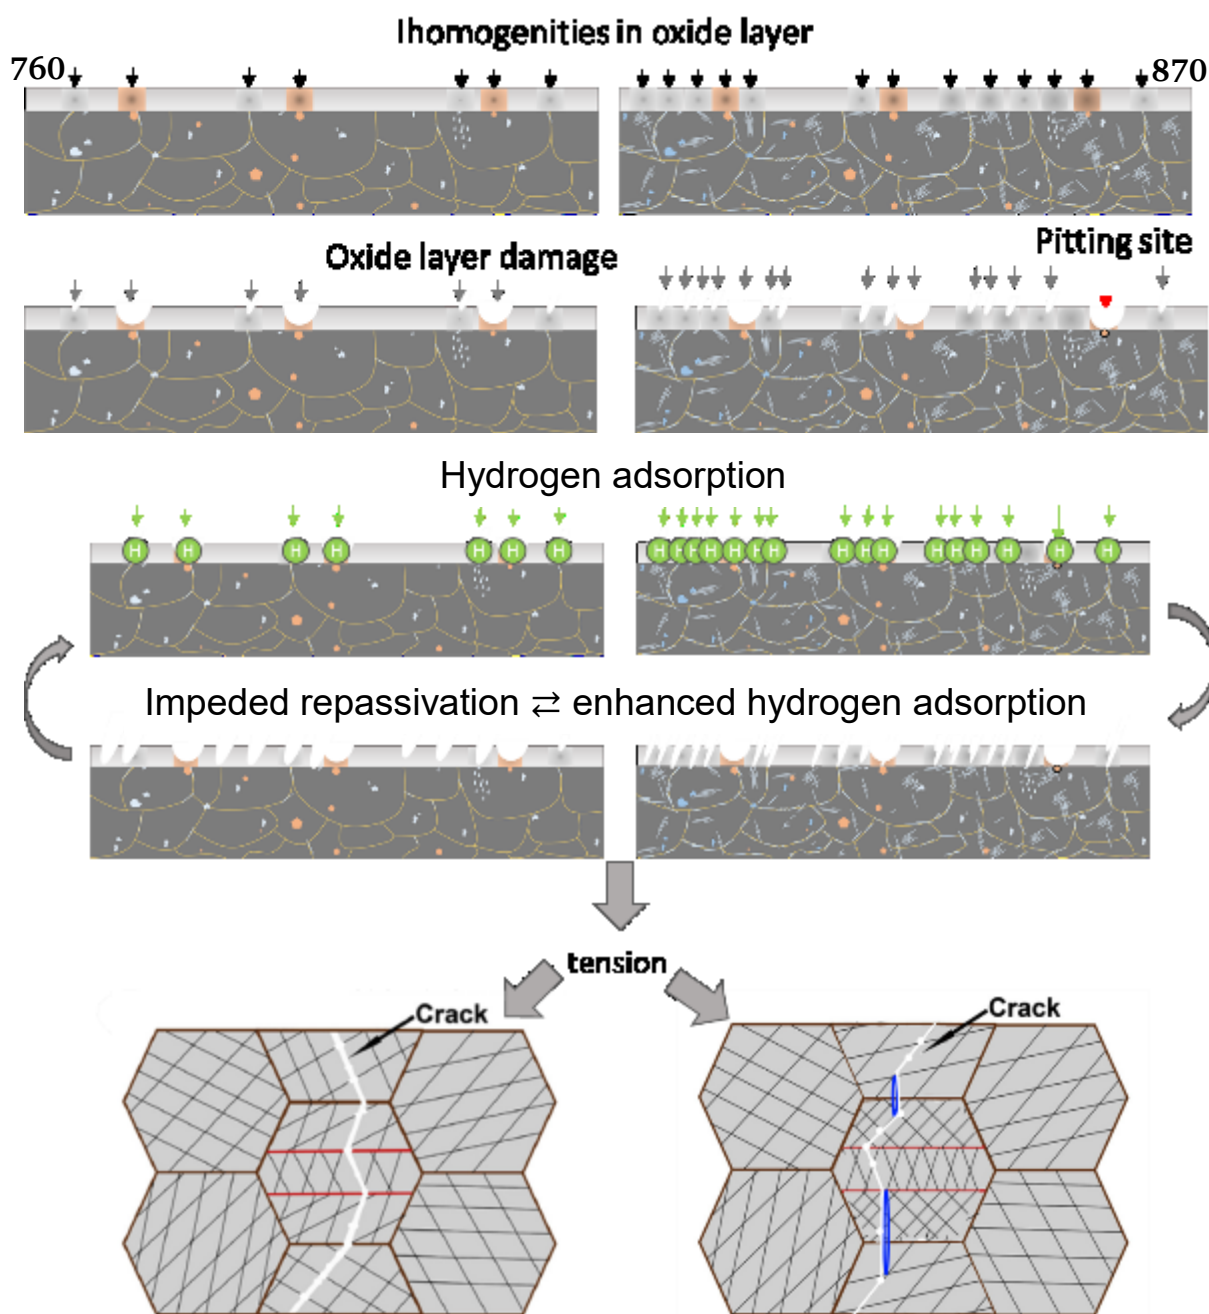 Ihomogenities in oxide layer
760
870
Oxide layer damage
Pitting site
Hydrogen adsorption
H H H H H H H
H H H H H H H H H H H H H H H H
Impeded repassivation ⇄ enhanced hydrogen adsorption
tension
Crack
Crack